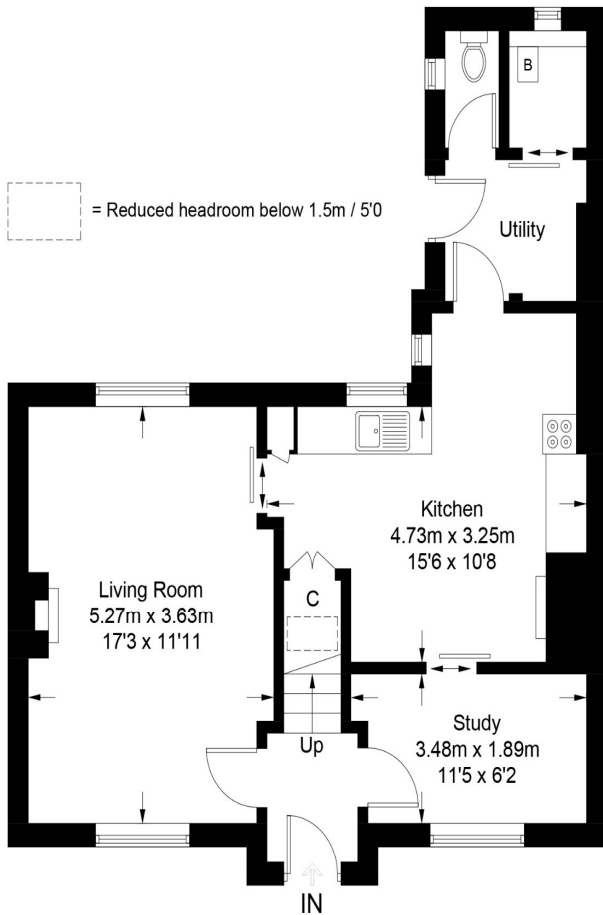 B
= Reduced headroom below 1.5m / 5'0
Utility
Kitchen
4.73m x 3.25m
15'6 x 10'8
Living Room
5.27m x 3.63m
17'3 x 11'11
C
Study
3.48m x 1.89m
11'5 x 6'2
Up
IN